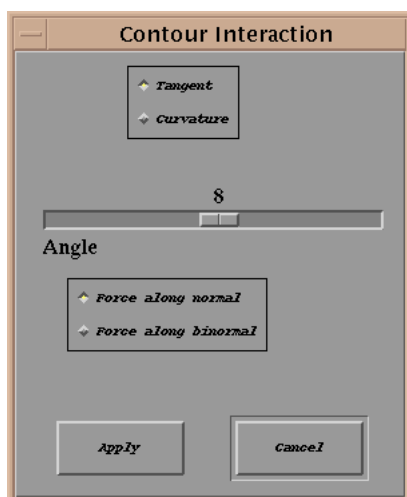 Contour Interaction
Tangent
Curvature
8
Angle
Force along normal
Force along binormal
Apply
Cancel